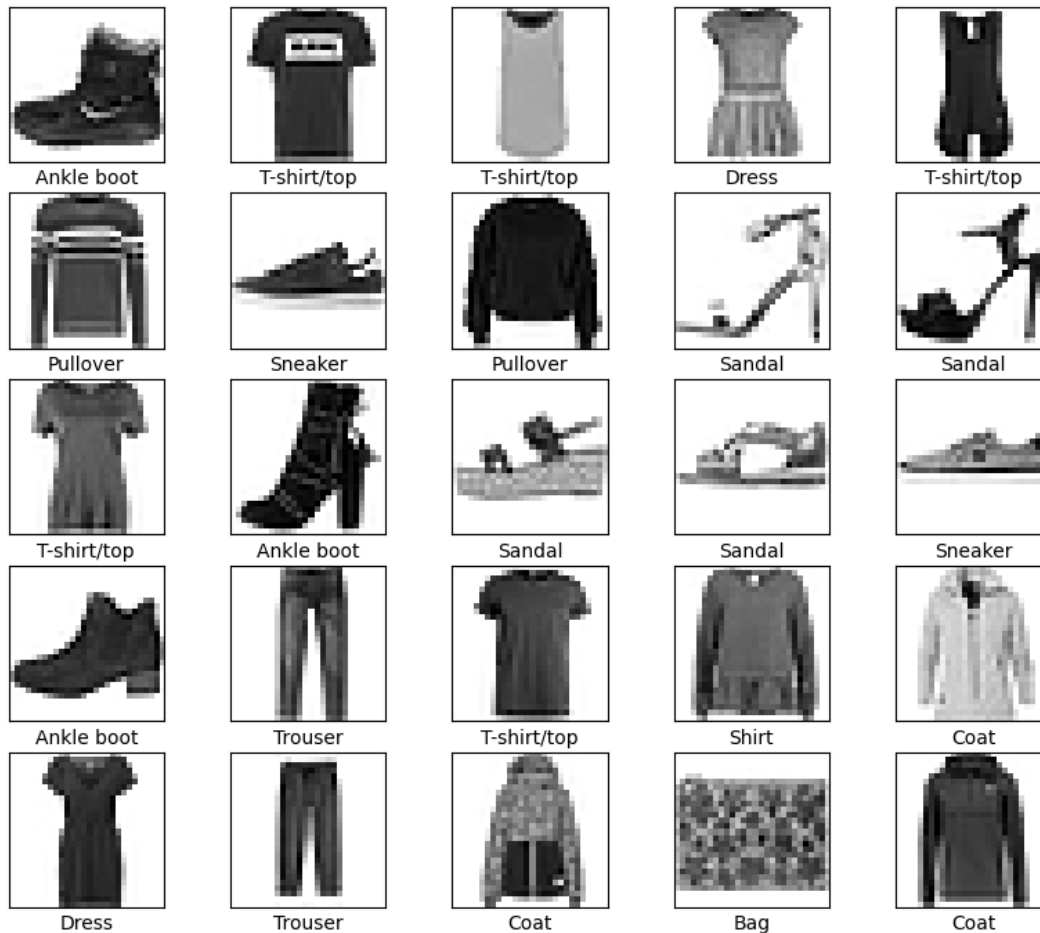 Ankle boot T-shirt/top T-shirt/top Dress T-shirt/top
Pullover Sneaker Pullover Sandal Sandal
T-shirt/top Ankle boot Sandal Sandal Sneaker
Ankle boot Trouser T-shirt/top Shirt Coat
Dress Trouser Coat Bag Coat